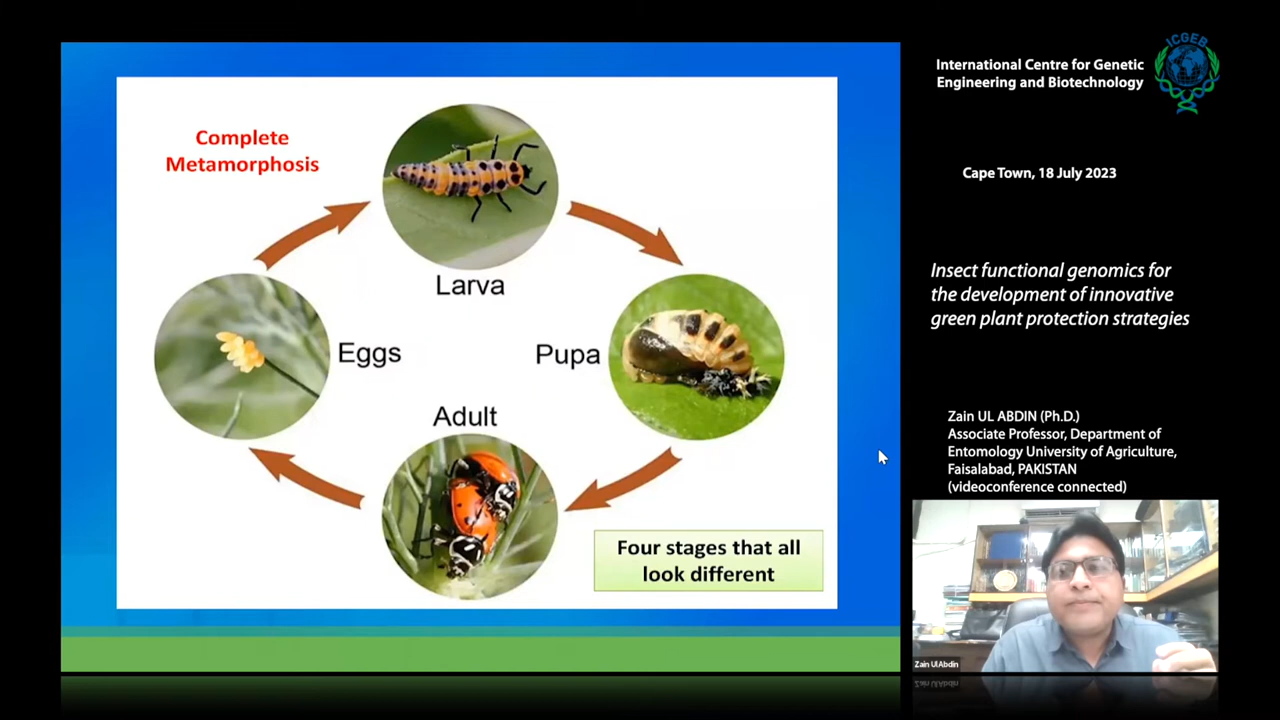 Complete
Metamorphosis
Larva
Eggs
Pupa
Adult
Four stages that all
look different
International Centre for Genetic
Engineering and Biotechnology
ICGEB
Cape Town, 18 July 2023
Insect functional genomics for
the development of innovative
green plant protection strategies
Zain UL ABDIN (Ph.D.)
Associate Professor, Department of
Entomology University of Agriculture,
Faisalabad, PAKISTAN
(videoconference connected)
Zain Ul Abdin